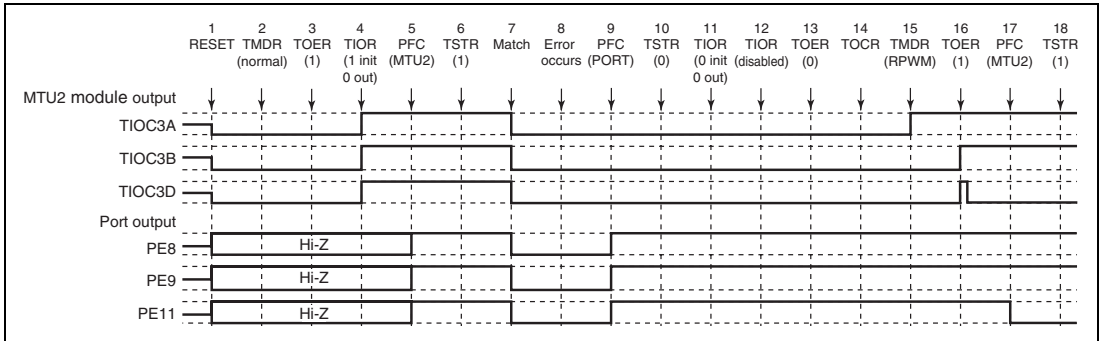 1 2 3 4 5 6 7 8 9 10 11 12 13 14 15 16 17 18
RESET TMDR TOER TIOR PFC TSTR Match Error PFC TSTR TIOR TIOR TOER TOCR TMDR TOER PFC TSTR
(normal) (1) (1 init (MTU2) (1) occurs (PORT) (0) (0 init (disabled) (0) (RPWM) (1) (MTU2) (1)
0 out) 0 out)
MTU2 module output
TIOC3A
TIOC3B
TIOC3D
Port output
PE8 Hi-Z
PE9 Hi-Z
PE11 Hi-Z